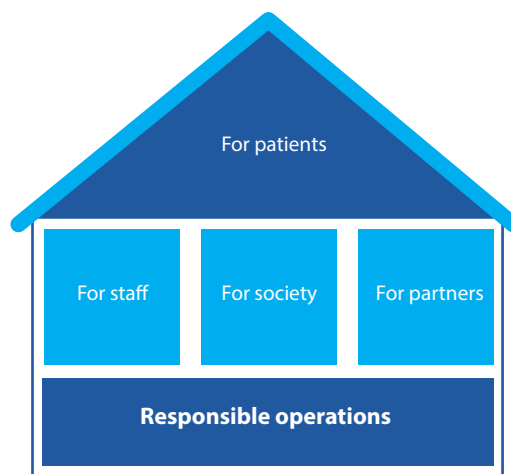 For patients
For staff
For society
For partners
Responsible operations